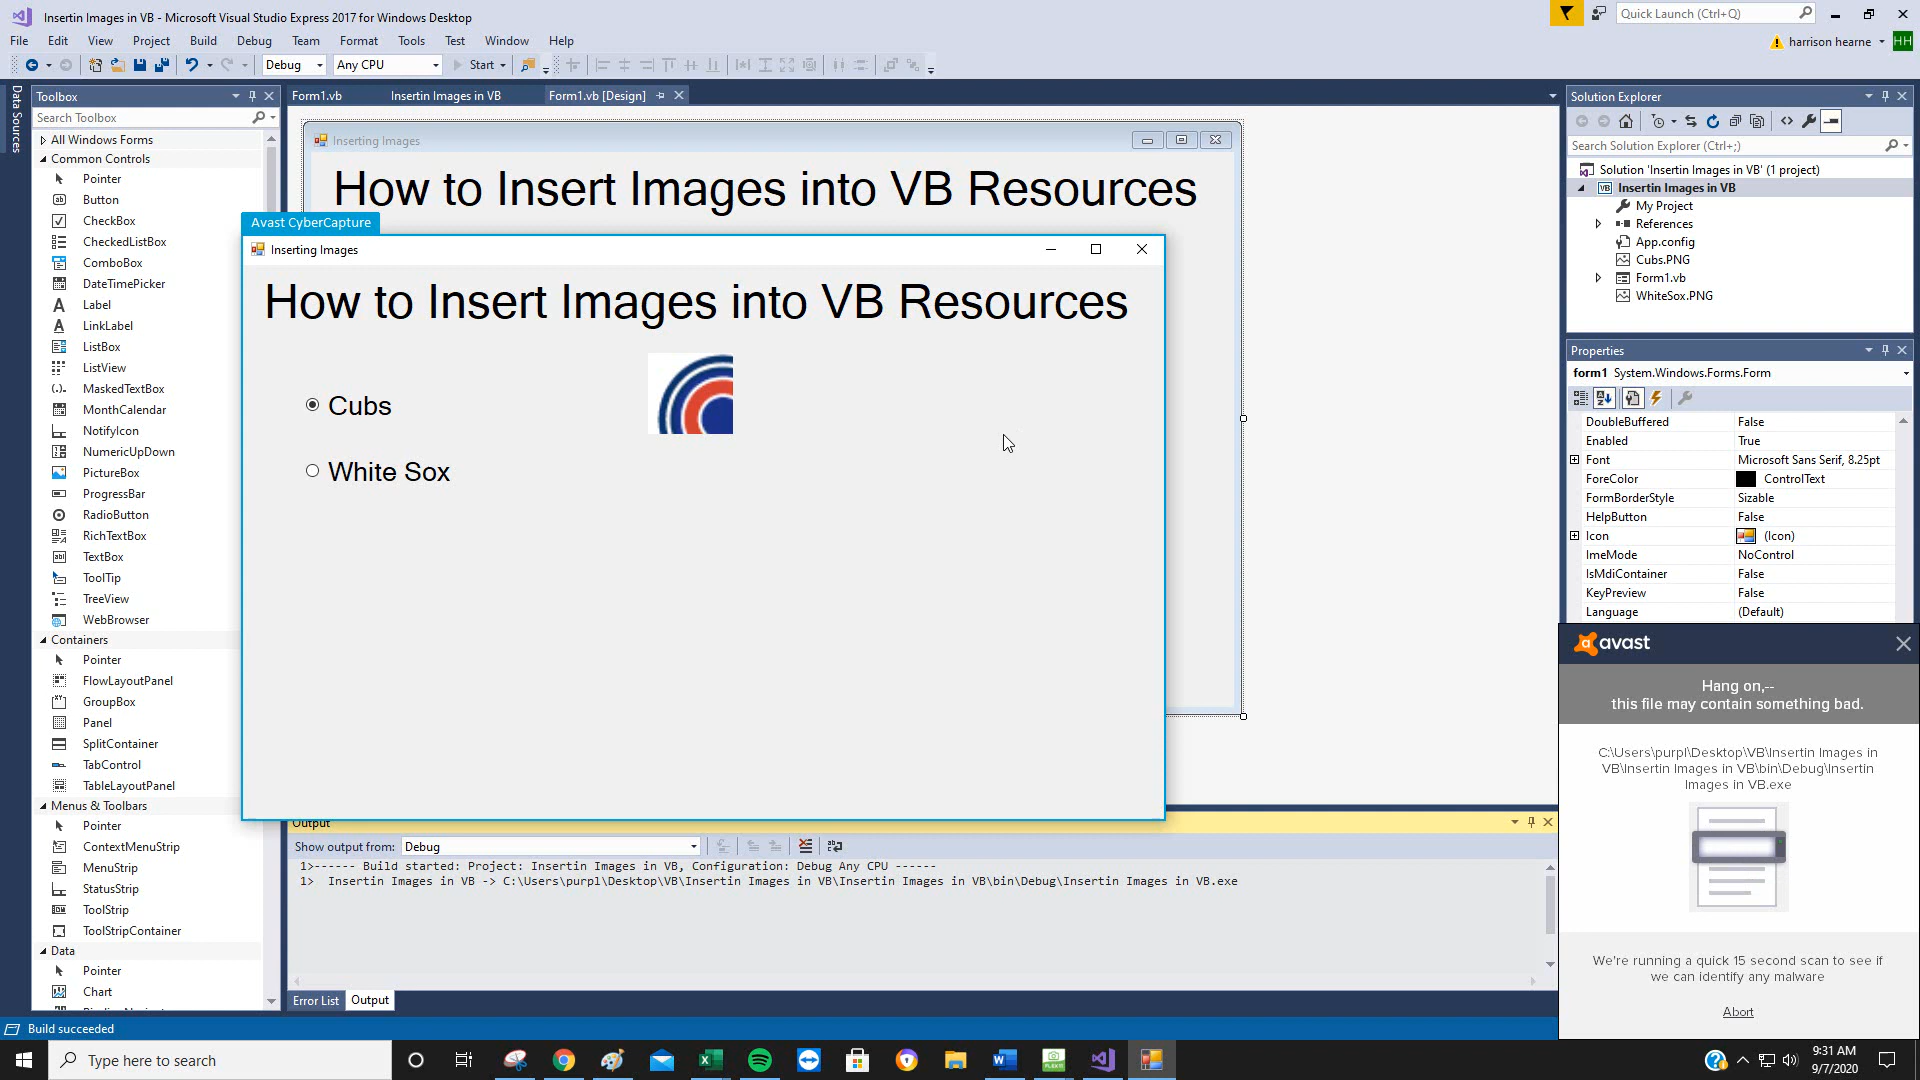 Insertin Images in VB - Microsoft Visual Studio Express 2017 for Windows Desktop
Quick Launch (Ctrl+Q)
File Edit View Project Build Debug Team Format Tools Test Window Help
harrison hearne HH
Debug Any CPU Start
Data Sources
Toolbox
Search Toolbox
All Windows Forms
Common Controls
Pointer
Button
CheckBox
CheckedListBox
ComboBox
DateTimePicker
Label
LinkLabel
ListBox
ListView
MaskedTextBox
MonthCalendar
NotifyIcon
NumericUpDown
PictureBox
ProgressBar
RadioButton
RichTextBox
TextBox
ToolTip
TreeView
WebBrowser
Containers
Pointer
FlowLayoutPanel
GroupBox
Panel
SplitContainer
TabControl
TableLayoutPanel
Menus & Toolbars
Pointer
ContextMenuStrip
MenuStrip
StatusStrip
ToolStrip
ToolStripContainer
Data
Pointer
Chart
Form1.vb Insertin Images in VB Form1.vb [Design]
Inserting Images
How to Insert Images into VB Resources
Avast CyberCapture
Inserting Images
How to Insert Images into VB Resources
Cubs
White Sox
Output
Show output from: Debug
1>------ Build started: Project: Insertin Images in VB, Configuration: Debug Any CPU ------
1>  Insertin Images in VB -> C:\Users\purpl\Desktop\VB\Insertin Images in VB\Insertin Images in VB\bin\Debug\Insertin Images in VB.exe
Error List Output
Solution Explorer
Search Solution Explorer (Ctrl+;)
Solution 'Insertin Images in VB' (1 project)
VB Insertin Images in VB
My Project
References
App.config
Cubs.PNG
Form1.vb
WhiteSox.PNG
Properties
form1 System.Windows.Forms.Form
DoubleBuffered False
Enabled True
Font Microsoft Sans Serif, 8.25pt
ForeColor ControlText
FormBorderStyle Sizable
HelpButton False
Icon (Icon)
ImeMode NoControl
IsMdiContainer False
KeyPreview False
Language (Default)
avast
Hang on,--
this file may contain something bad.
C:\Users\purpl\Desktop\VB\Insertin Images in
VB\Insertin Images in VB\bin\Debug\Insertin
Images in VB.exe
We're running a quick 15 second scan to see if
we can identify any malware
Abort
Build succeeded
Type here to search
9:31 AM
9/7/2020